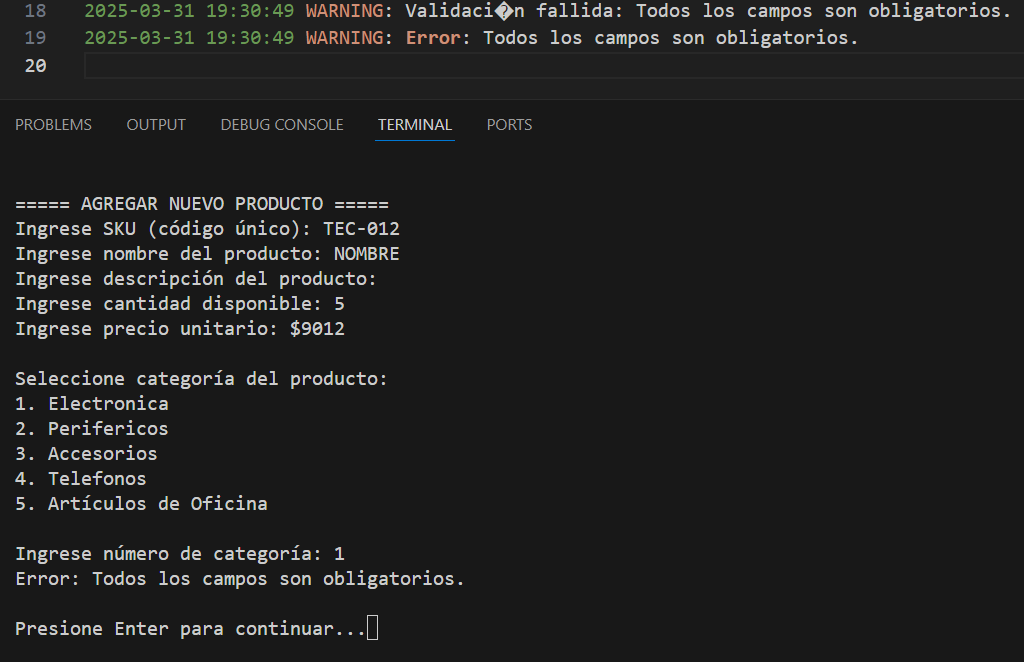 18 2025-03-31 19:30:49 WARNING: Validaci�n fallida: Todos los campos son obligatorios.
19 2025-03-31 19:30:49 WARNING: Error: Todos los campos son obligatorios.
20
PROBLEMS OUTPUT DEBUG CONSOLE TERMINAL PORTS
===== AGREGAR NUEVO PRODUCTO =====
Ingrese SKU (código único): TEC-012
Ingrese nombre del producto: NOMBRE
Ingrese descripción del producto:
Ingrese cantidad disponible: 5
Ingrese precio unitario: $9012
Seleccione categoría del producto:
1. Electronica
2. Perifericos
3. Accesorios
4. Telefonos
5. Artículos de Oficina
Ingrese número de categoría: 1
Error: Todos los campos son obligatorios.
Presione Enter para continuar...